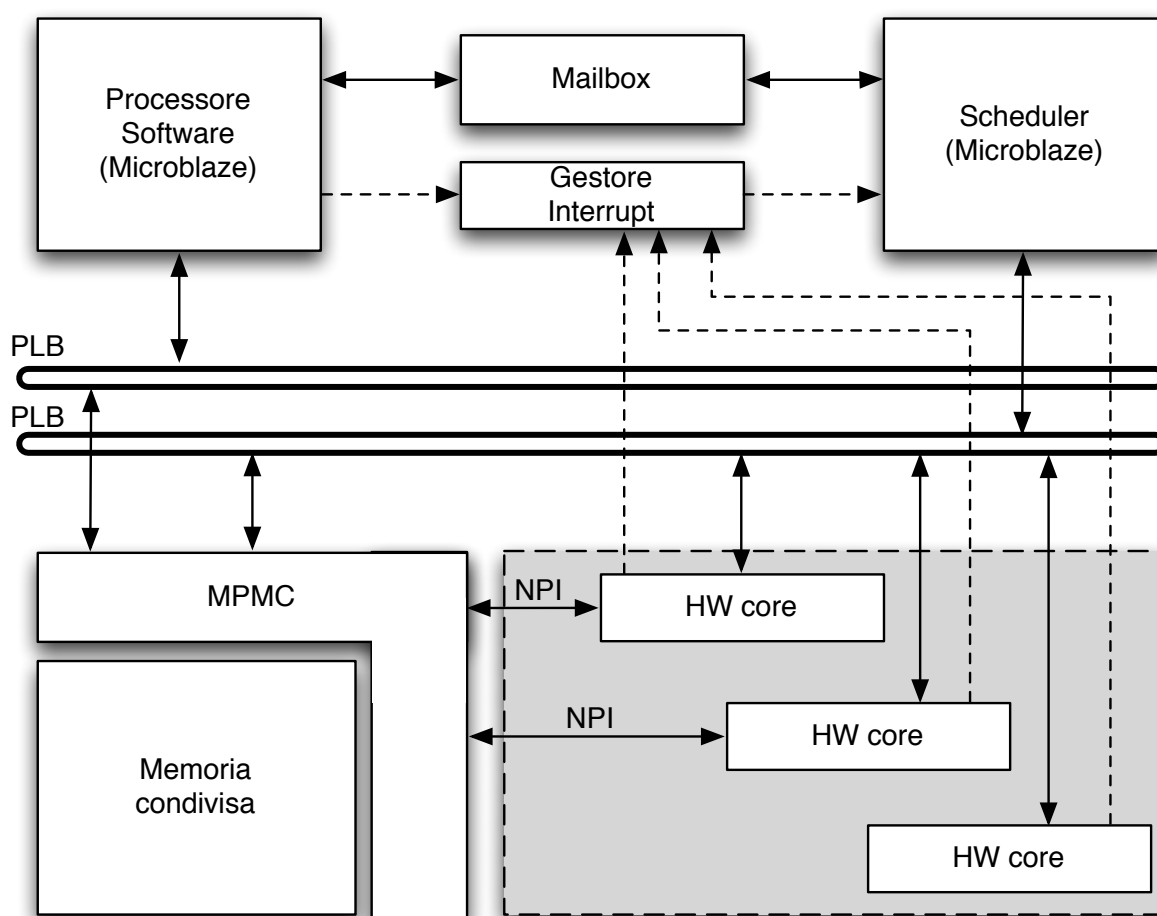 Processore
Software
(Microblaze)
Mailbox
Scheduler
(Microblaze)
Gestore
Interrupt
PLB
PLB
MPMC
NPI
HW core
NPI
HW core
Memoria
condivisa
HW core